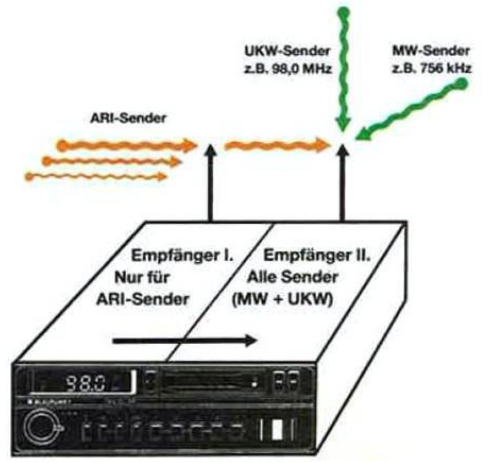 UKW-Sender
z.B. 98,0 MHz
MW-Sender
z.B. 756 kHz
ARI-Sender
Empfänger I.
Nur für
ARI-Sender
Empfänger II.
Alle Sender
(MW + UKW)
98.0
BLAUPUNKT